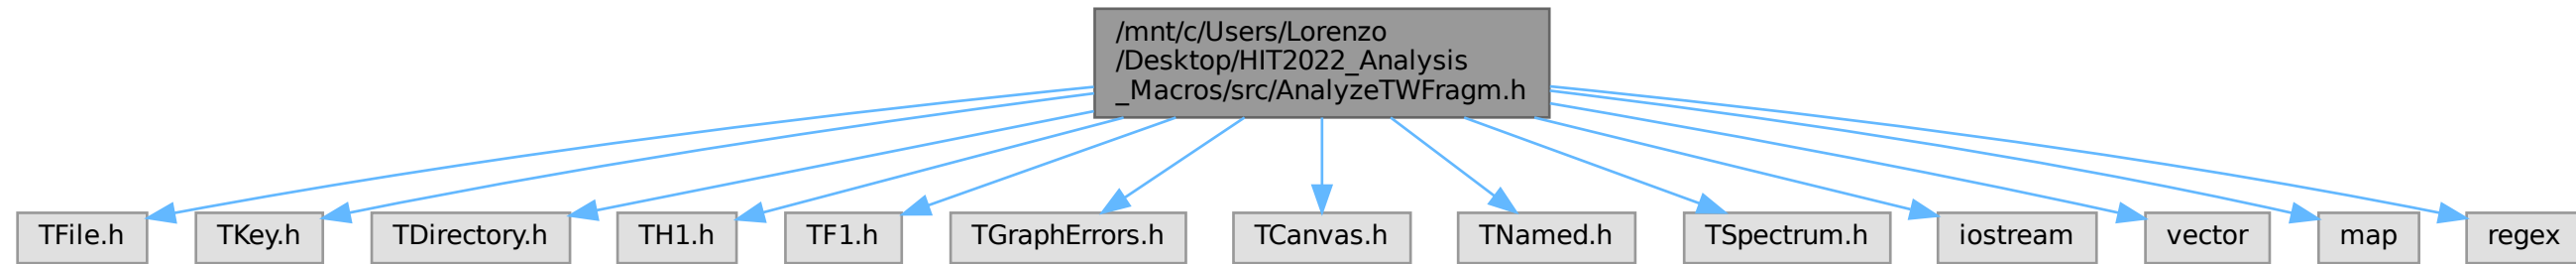 /mnt/c/Users/Lorenzo
/Desktop/HIT2022_Analysis
_Macros/src/AnalyzeTWFragm.h
TFile.h
TKey.h
TDirectory.h
TH1.h
TF1.h
TGraphErrors.h
TCanvas.h
TNamed.h
TSpectrum.h
iostream
vector
map
regex